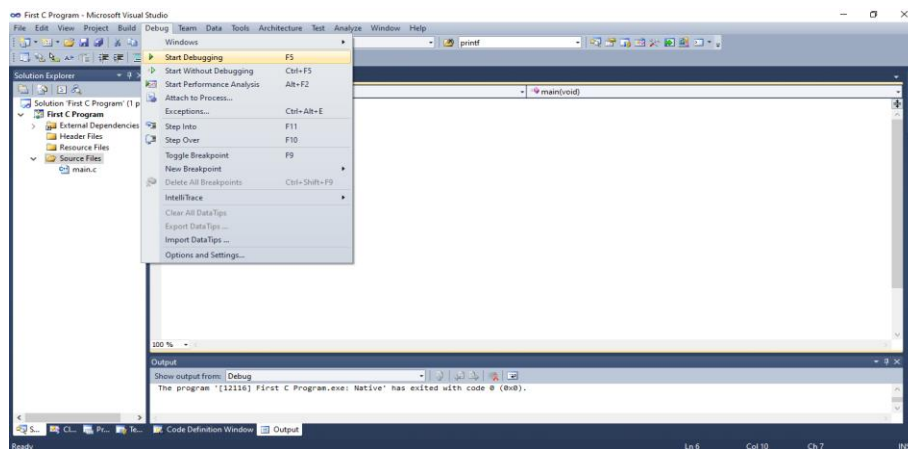 First C Program - Microsoft Visual Studio
File Edit View Project Build Debug Team Data Tools Architecture Test Analyze Window Help
printf
Windows
Start Debugging F5
Start Without Debugging Ctrl+F5
Start Performance Analysis Alt+F2
Attach to Process...
Exceptions... Ctrl+Alt+E
Step Into F11
Step Over F10
Toggle Breakpoint F9
New Breakpoint
Delete All Breakpoints Ctrl+Shift+F9
IntelliTrace
Clear All DataTips
Export DataTips ...
Import DataTips ...
Options and Settings...
Solution Explorer
Solution 'First C Program' (1 p
First C Program
External Dependencies
Header Files
Resource Files
Source Files
main.c
main(void)
100 %
Output
Show output from: Debug
The program '[12116] First C Program.exe: Native' has exited with code 0 (0x0).
S... Cl... Pr... Te... Code Definition Window Output
Ready Ln 6 Col 10 Ch 7 INS